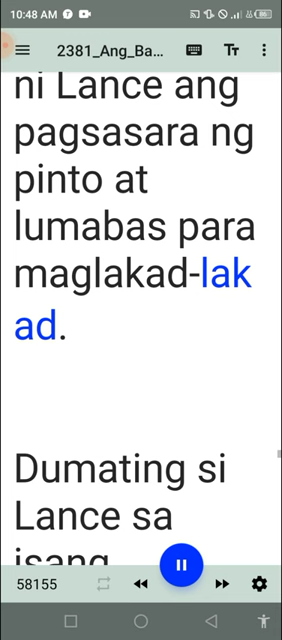 10:48 AM
2381_Ang_Ba...
ni Lance ang
pagsasara ng
pinto at
lumabas para
maglakad-lak
ad.
Dumating si
Lance sa
isang
58155